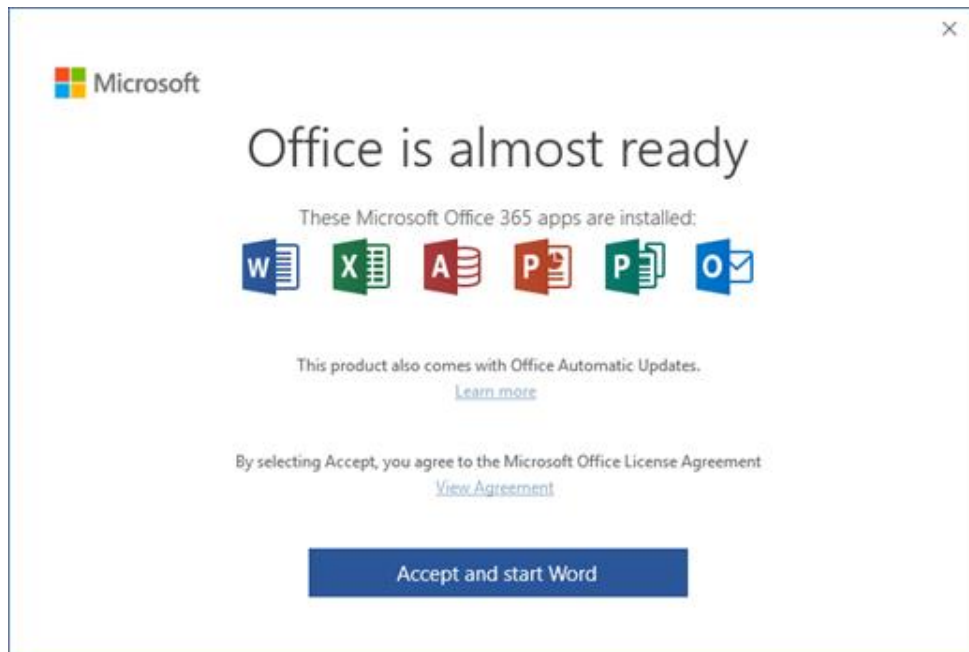 Microsoft
Office is almost ready
These Microsoft Office 365 apps are installed:
W X A P P O
This product also comes with Office Automatic Updates.
Learn more
By selecting Accept, you agree to the Microsoft Office License Agreement
View Agreement
Accept and start Word